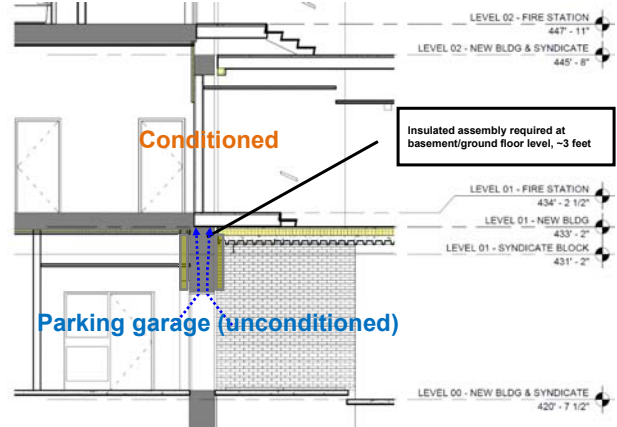 LEVEL 02 - FIRE STATION
447' - 11"
LEVEL 02 - NEW BLDG & SYNDICATE
445' - 8"
Conditioned
Insulated assembly required at
basement/ground floor level, ~3 feet
LEVEL 01 - FIRE STATION
434' - 2 1/2"
LEVEL 01 - NEW BLDG
433' - 2"
LEVEL 01 - SYNDICATE BLOCK
431' - 2"
Parking garage (unconditioned)
LEVEL 00 - NEW BLDG & SYNDICATE
420' - 7 1/2"